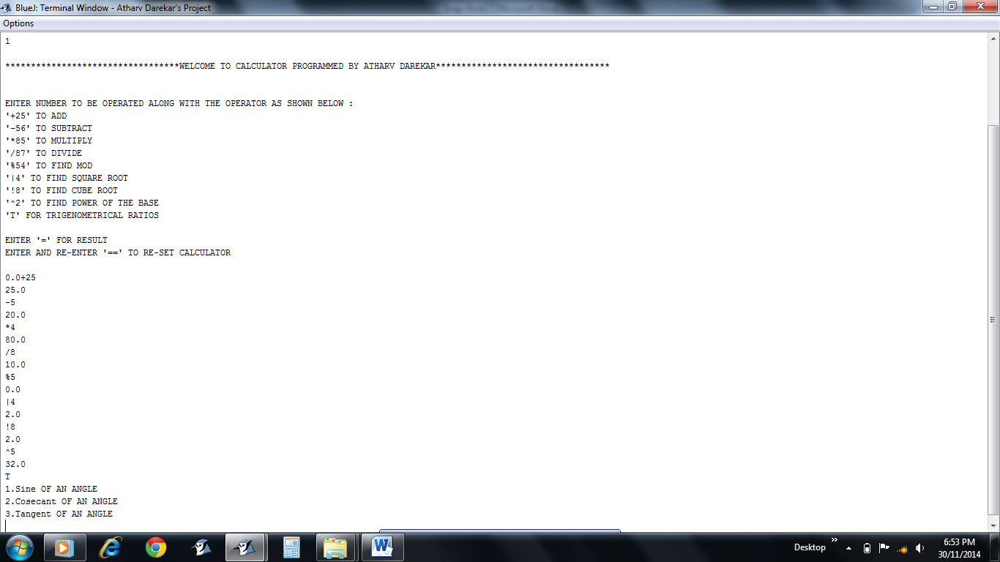 BlueJ: Terminal Window - Atharv Darekar's Project
Options
1
**********************************WELCOME TO CALCULATOR PROGRAMMED BY ATHARV DAREKAR**********************************
ENTER NUMBER TO BE OPERATED ALONG WITH THE OPERATOR AS SHOWN BELOW :
'+25' TO ADD
'-56' TO SUBTRACT
'*85' TO MULTIPLY
'/87' TO DIVIDE
'%54' TO FIND MOD
'|4' TO FIND SQUARE ROOT
'!8' TO FIND CUBE ROOT
'^2' TO FIND POWER OF THE BASE
'T' FOR TRIGENOMETRICAL RATIOS
ENTER '=' FOR RESULT
ENTER AND RE-ENTER '==' TO RE-SET CALCULATOR
0.0+25
25.0
-5
20.0
*4
80.0
/8
10.0
%5
0.0
|4
2.0
!8
2.0
^5
32.0
T
1.Sine OF AN ANGLE
2.Cosecant OF AN ANGLE
3.Tangent OF AN ANGLE
Desktop
6:53 PM
30/11/2014